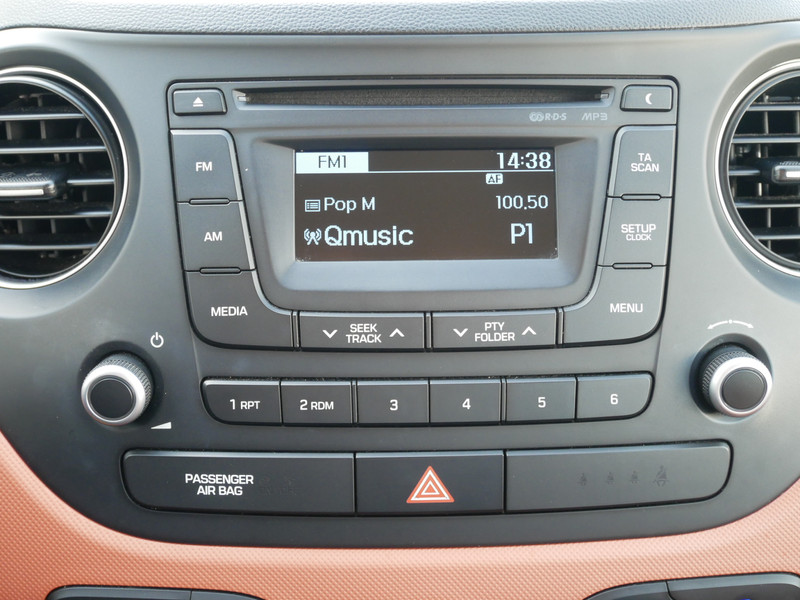 R·D·S MP3
FM1 14:38
AF
Pop M 100.50
Qmusic P1
FM
AM
MEDIA
TA
SCAN
SETUP
CLOCK
MENU
SEEK
TRACK
PTY
FOLDER
1 RPT 2 RDM 3 4 5 6
PASSENGER
AIR BAG